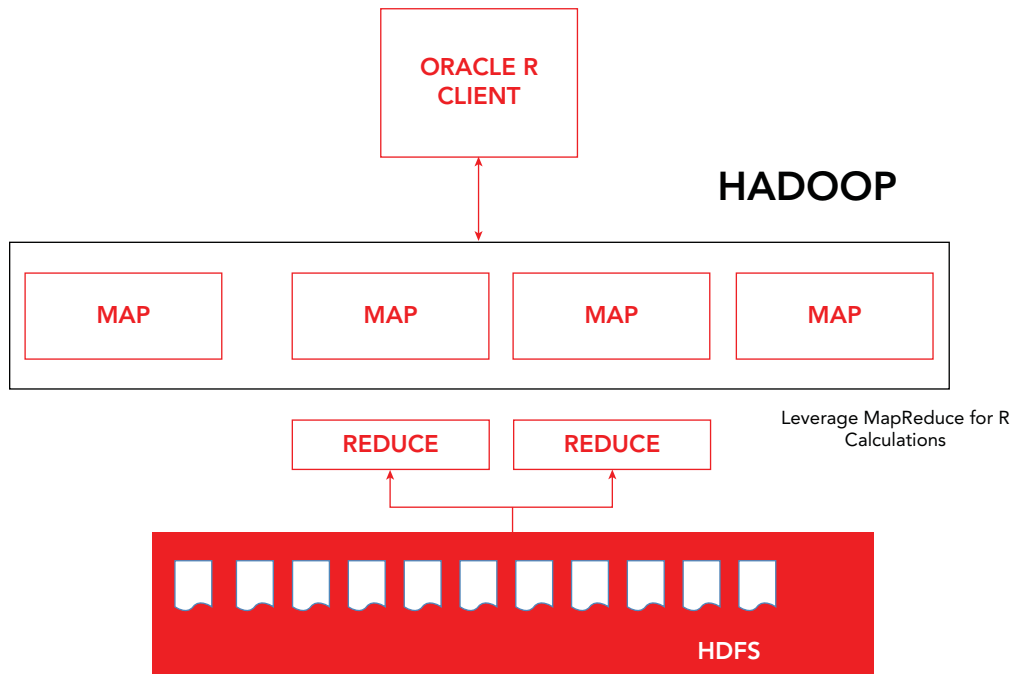 ORACLE R
CLIENT
HADOOP
MAP
MAP
MAP
MAP
Leverage MapReduce for R
Calculations
REDUCE
REDUCE
HDFS